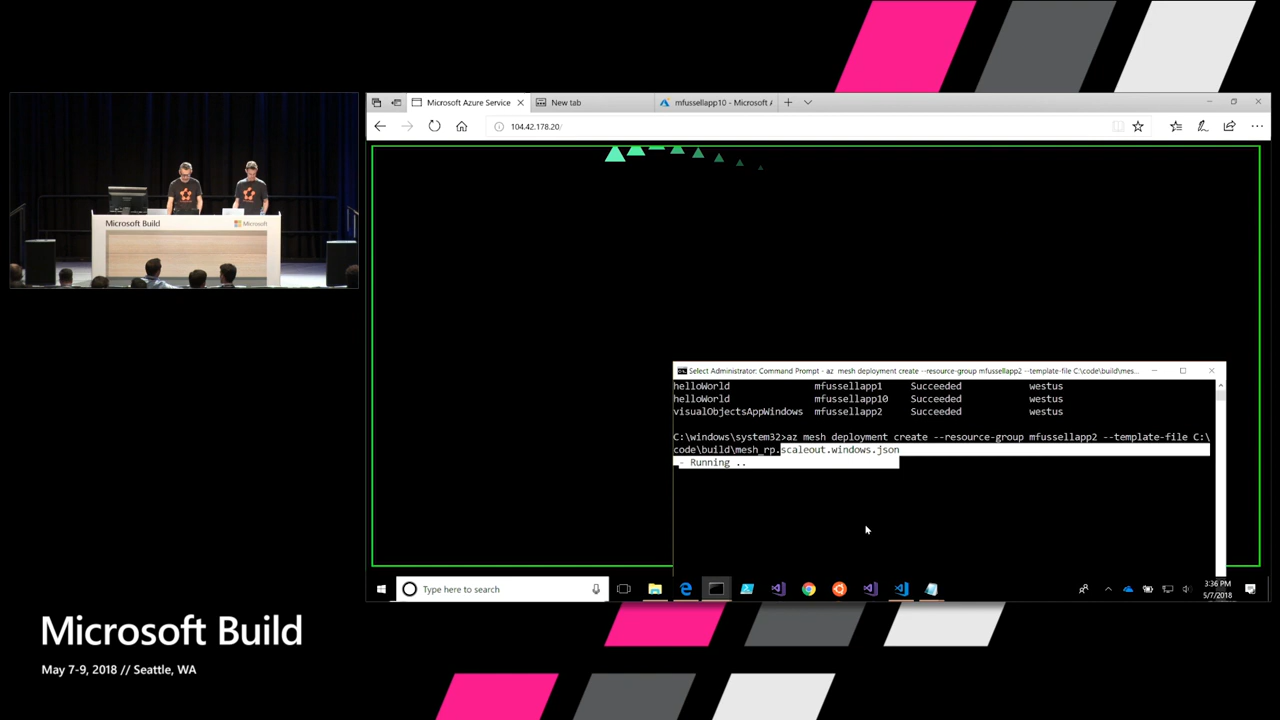 Microsoft Azure Service
New tab
mfussellapp10 - Microsoft A
104.42.178.20/
Microsoft Build
Microsoft
Select Administrator: Command Prompt - az mesh deployment create --resource-group mfussellapp2 --template-file C:\code\build\mes...
helloWorld mfussellapp1 Succeeded westus
helloWorld mfussellapp10 Succeeded westus
visualObjectsAppWindows mfussellapp2 Succeeded westus
C:\windows\system32>az mesh deployment create --resource-group mfussellapp2 --template-file C:\
code\build\mesh_rp.scaleout.windows.json
- Running ..
Type here to search
3:36 PM
5/7/2018
Microsoft Build
May 7-9, 2018 // Seattle, WA